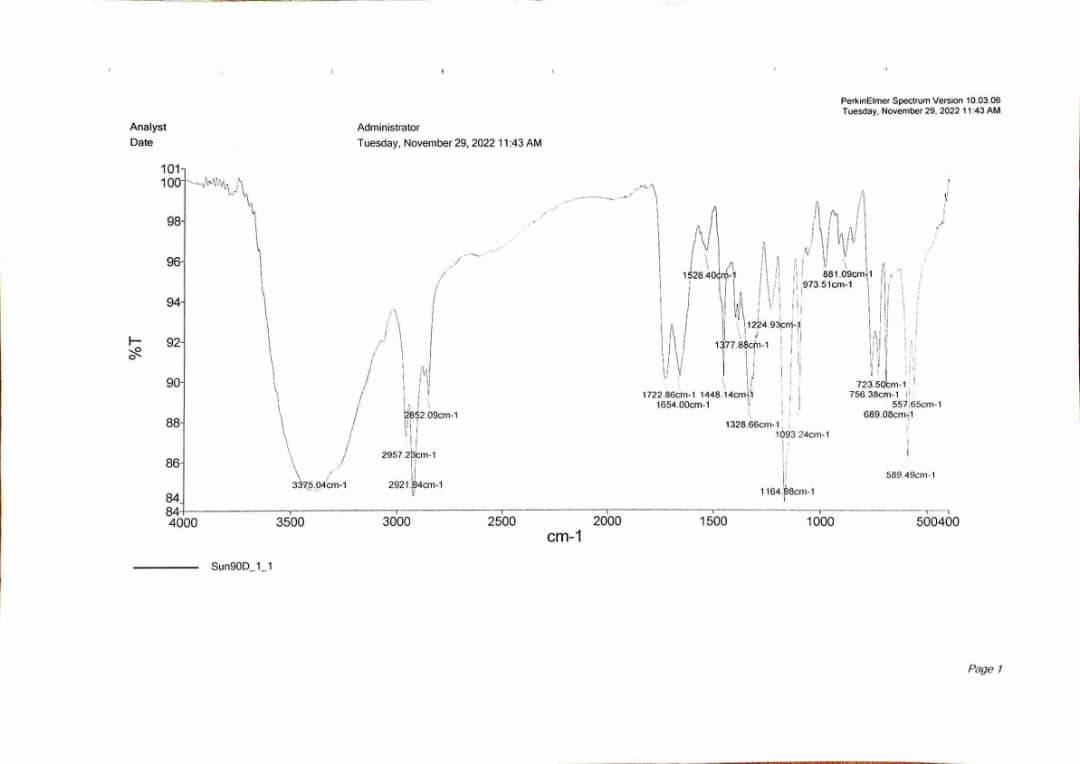 PerkinElmer Spectrum Version 10.03.06
Tuesday, November 29, 2022 11:43 AM
Analyst Administrator
Date Tuesday, November 29, 2022 11:43 AM
101
100
98
96
94
92
90
88
86
84
84
%T
4000 3500 3000 2500 2000 1500 1000 500400
cm-1
3375.04cm-1
2957.20cm-1
2921.94cm-1
2852.09cm-1
1722.86cm-1
1654.00cm-1
1528.40cm-1
1448.14cm-1
1377.88cm-1
1328.66cm-1
1224.93cm-1
1164.98cm-1
1093.24cm-1
973.51cm-1
881.09cm-1
756.38cm-1
723.50cm-1
689.08cm-1
589.49cm-1
557.65cm-1
Sun90D_1_1
Page 1